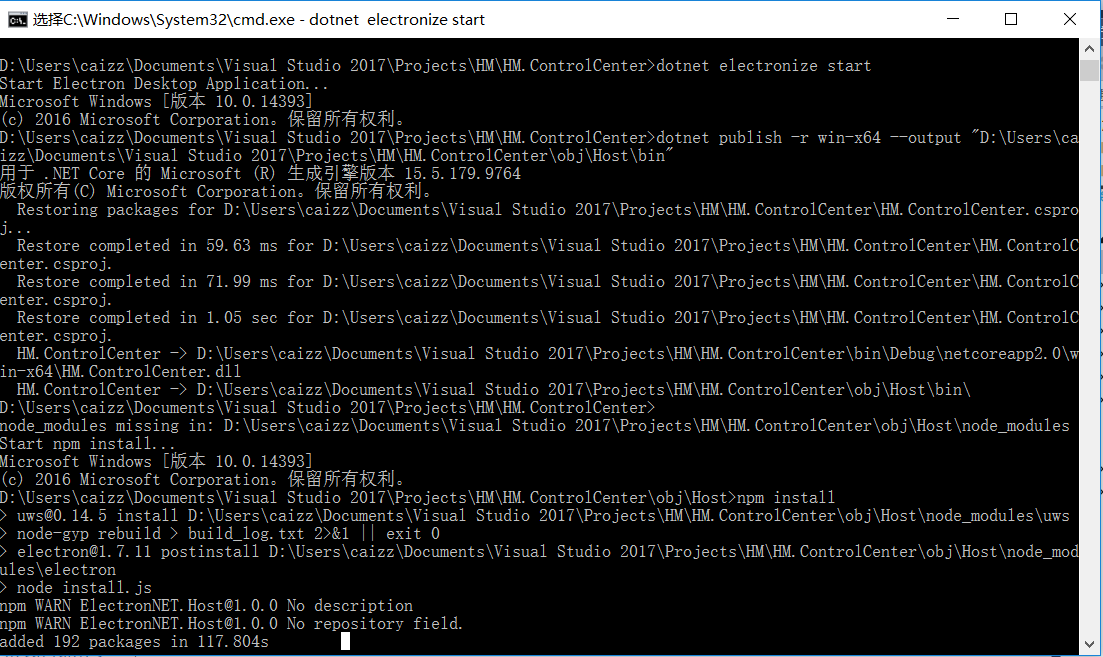 选择C:\Windows\System32\cmd.exe - dotnet  electronize start
D:\Users\caizz\Documents\Visual Studio 2017\Projects\HM\HM.ControlCenter>dotnet electronize start
Start Electron Desktop Application...
Microsoft Windows [版本 10.0.14393]
(c) 2016 Microsoft Corporation。保留所有权利。
D:\Users\caizz\Documents\Visual Studio 2017\Projects\HM\HM.ControlCenter>dotnet publish -r win-x64 --output "D:\Users\ca
izz\Documents\Visual Studio 2017\Projects\HM\HM.ControlCenter\obj\Host\bin"
用于 .NET Core 的 Microsoft (R) 生成引擎版本 15.5.179.9764
版权所有(C) Microsoft Corporation。保留所有权利。
  Restoring packages for D:\Users\caizz\Documents\Visual Studio 2017\Projects\HM\HM.ControlCenter\HM.ControlCenter.cspro
j...
  Restore completed in 59.63 ms for D:\Users\caizz\Documents\Visual Studio 2017\Projects\HM\HM.ControlCenter\HM.ControlC
enter.csproj.
  Restore completed in 71.99 ms for D:\Users\caizz\Documents\Visual Studio 2017\Projects\HM\HM.ControlCenter\HM.ControlC
enter.csproj.
  Restore completed in 1.05 sec for D:\Users\caizz\Documents\Visual Studio 2017\Projects\HM\HM.ControlCenter\HM.ControlC
enter.csproj.
  HM.ControlCenter -> D:\Users\caizz\Documents\Visual Studio 2017\Projects\HM\HM.ControlCenter\bin\Debug\netcoreapp2.0\w
in-x64\HM.ControlCenter.dll
  HM.ControlCenter -> D:\Users\caizz\Documents\Visual Studio 2017\Projects\HM\HM.ControlCenter\obj\Host\bin\
D:\Users\caizz\Documents\Visual Studio 2017\Projects\HM\HM.ControlCenter>
node_modules missing in: D:\Users\caizz\Documents\Visual Studio 2017\Projects\HM\HM.ControlCenter\obj\Host\node_modules
Start npm install...
Microsoft Windows [版本 10.0.14393]
(c) 2016 Microsoft Corporation。保留所有权利。
D:\Users\caizz\Documents\Visual Studio 2017\Projects\HM\HM.ControlCenter\obj\Host>npm install
> uws@0.14.5 install D:\Users\caizz\Documents\Visual Studio 2017\Projects\HM\HM.ControlCenter\obj\Host\node_modules\uws
> node-gyp rebuild > build_log.txt 2>&1 || exit 0
> electron@1.7.11 postinstall D:\Users\caizz\Documents\Visual Studio 2017\Projects\HM\HM.ControlCenter\obj\Host\node_mod
ules\electron
> node install.js
npm WARN ElectronNET.Host@1.0.0 No description
npm WARN ElectronNET.Host@1.0.0 No repository field.
added 192 packages in 117.804s